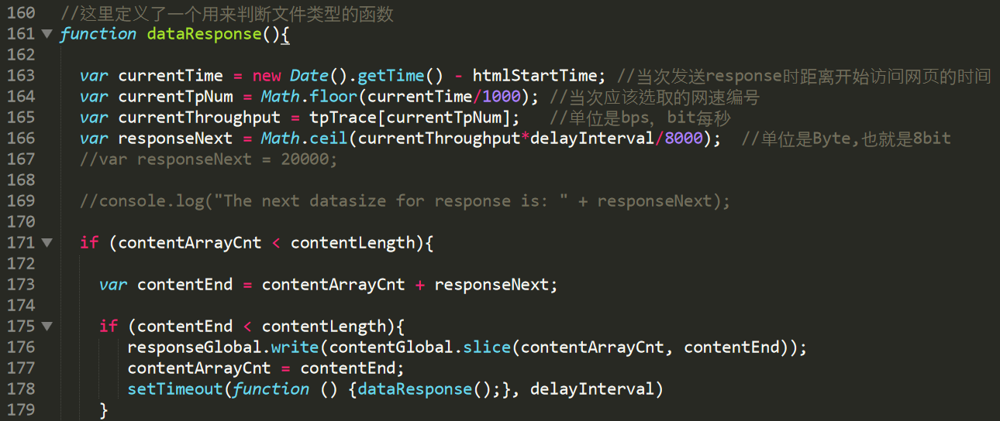 160 //这里定义了一个用来判断文件类型的函数
161 function dataResponse(){
162
163 var currentTime = new Date().getTime() - htmlStartTime; //当次发送response时距离开始访问网页的时间
164 var currentTpNum = Math.floor(currentTime/1000); //当次应该选取的网速编号
165 var currentThroughput = tpTrace[currentTpNum]; //单位是bps, bit每秒
166 var responseNext = Math.ceil(currentThroughput*delayInterval/8000); //单位是Byte,也就是8bit
167 //var responseNext = 20000;
168
169 //console.log("The next datasize for response is: " + responseNext);
170
171 if (contentArrayCnt < contentLength){
172
173 var contentEnd = contentArrayCnt + responseNext;
174
175 if (contentEnd < contentLength){
176 responseGlobal.write(contentGlobal.slice(contentArrayCnt, contentEnd));
177 contentArrayCnt = contentEnd;
178 setTimeout(function () {dataResponse();}, delayInterval)
179 }